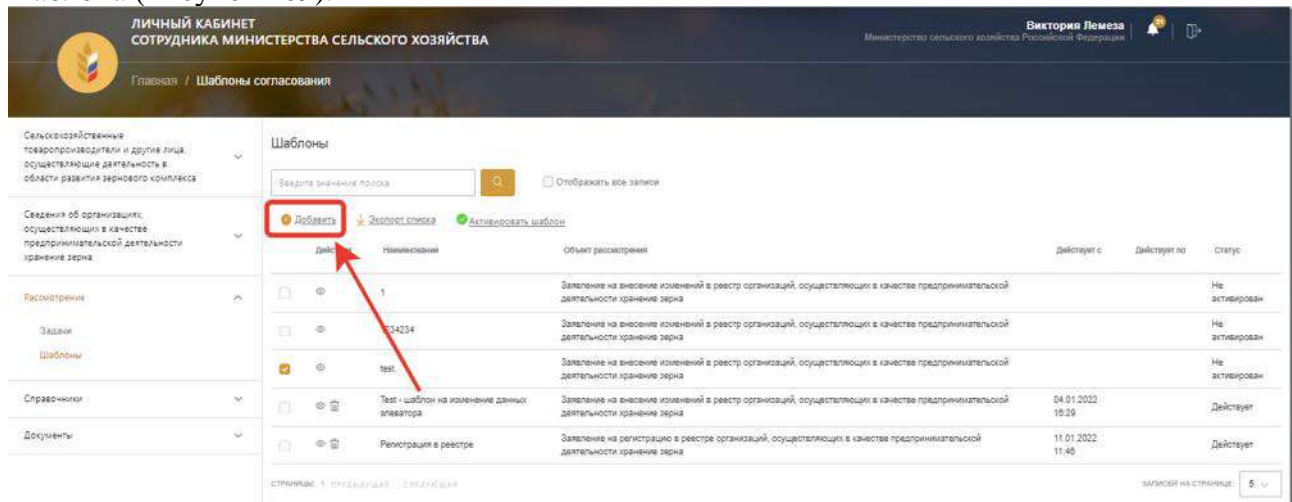 ЛИЧНЫЙ КАБИНЕТ
СОТРУДНИКА МИНИСТЕРСТВА СЕЛЬСКОГО ХОЗЯЙСТВА
Виктория Лемеза
Министерство сельского хозяйства Российской Федерации
Главная / Шаблоны согласования
Сельскохозяйственные
товаропроизводители и другие лица,
осуществляющие деятельность в
области развития зернового комплекса
Сведения об организациях,
осуществляющих в качестве
предпринимательской деятельности
хранение зерна
Рассмотрение
Задачи
Шаблоны
Справочники
Документы
Шаблоны
Введите значение поиска
Отображать все записи
Добавить Экспорт списка Активировать шаблон
Наименование Объект рассмотрения Действует с Действует по Статус
1 Заявление на внесение изменений в реестр организаций, осуществляющих в качестве предпринимательской Не
деятельности хранение зерна активирован
34234 Заявление на внесение изменений в реестр организаций, осуществляющих в качестве предпринимательской Не
деятельности хранение зерна активирован
test Заявление на внесение изменений в реестр организаций, осуществляющих в качестве предпринимательской Не
деятельности хранение зерна активирован
Test - шаблон на изменение данных Заявление на внесение изменений в реестр организаций, осуществляющих в качестве предпринимательской 04.01.2022 Действует
элеватора деятельности хранение зерна 16:29
Регистрация в реестре Заявление на регистрацию в реестре организаций, осуществляющих в качестве предпринимательской 11.01.2022 Действует
деятельности хранение зерна 11:46
СТРАНИЦЫ: 1 ПРЕДЫДУЩАЯ СЛЕДУЮЩАЯ ЗАПИСЕЙ НА СТРАНИЦЕ: 5